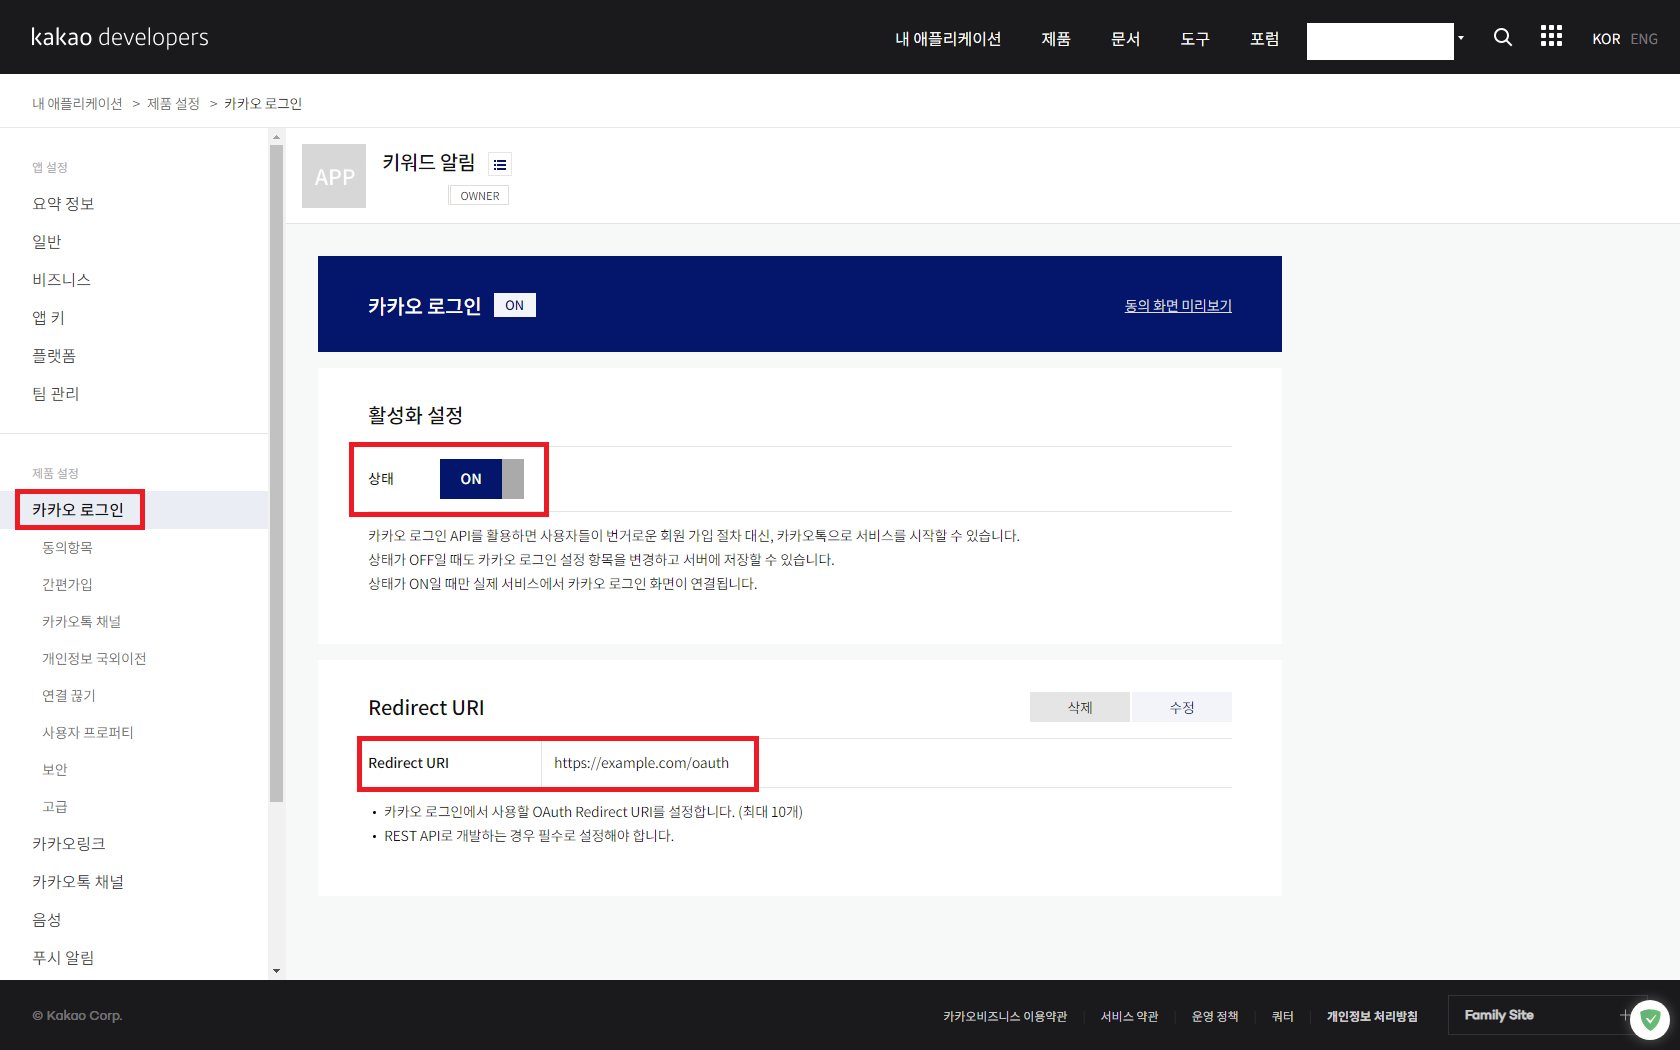 kakao developers
내 애플리케이션 제품 문서 도구 포럼 KOR ENG
내 애플리케이션 > 제품 설정 > 카카오 로그인
앱 설정
요약 정보
일반
비즈니스
앱 키
플랫폼
팀 관리
제품 설정
카카오 로그인
동의항목
간편가입
카카오톡 채널
개인정보 국외이전
연결 끊기
사용자 프로퍼티
보안
고급
카카오링크
카카오톡 채널
음성
푸시 알림
APP
키워드 알림
OWNER
카카오 로그인 ON
동의 화면 미리보기
활성화 설정
상태 ON
카카오 로그인 API를 활용하면 사용자들이 번거로운 회원 가입 절차 대신, 카카오톡으로 서비스를 시작할 수 있습니다.
상태가 OFF일 때도 카카오 로그인 설정 항목을 변경하고 서버에 저장할 수 있습니다.
상태가 ON일 때만 실제 서비스에서 카카오 로그인 화면이 연결됩니다.
Redirect URI
삭제 수정
Redirect URI https://example.com/oauth
• 카카오 로그인에서 사용할 OAuth Redirect URI를 설정합니다. (최대 10개)
• REST API로 개발하는 경우 필수로 설정해야 합니다.
© Kakao Corp.
카카오비즈니스 이용약관 서비스 약관 운영 정책 쿼터 개인정보 처리방침
Family Site +